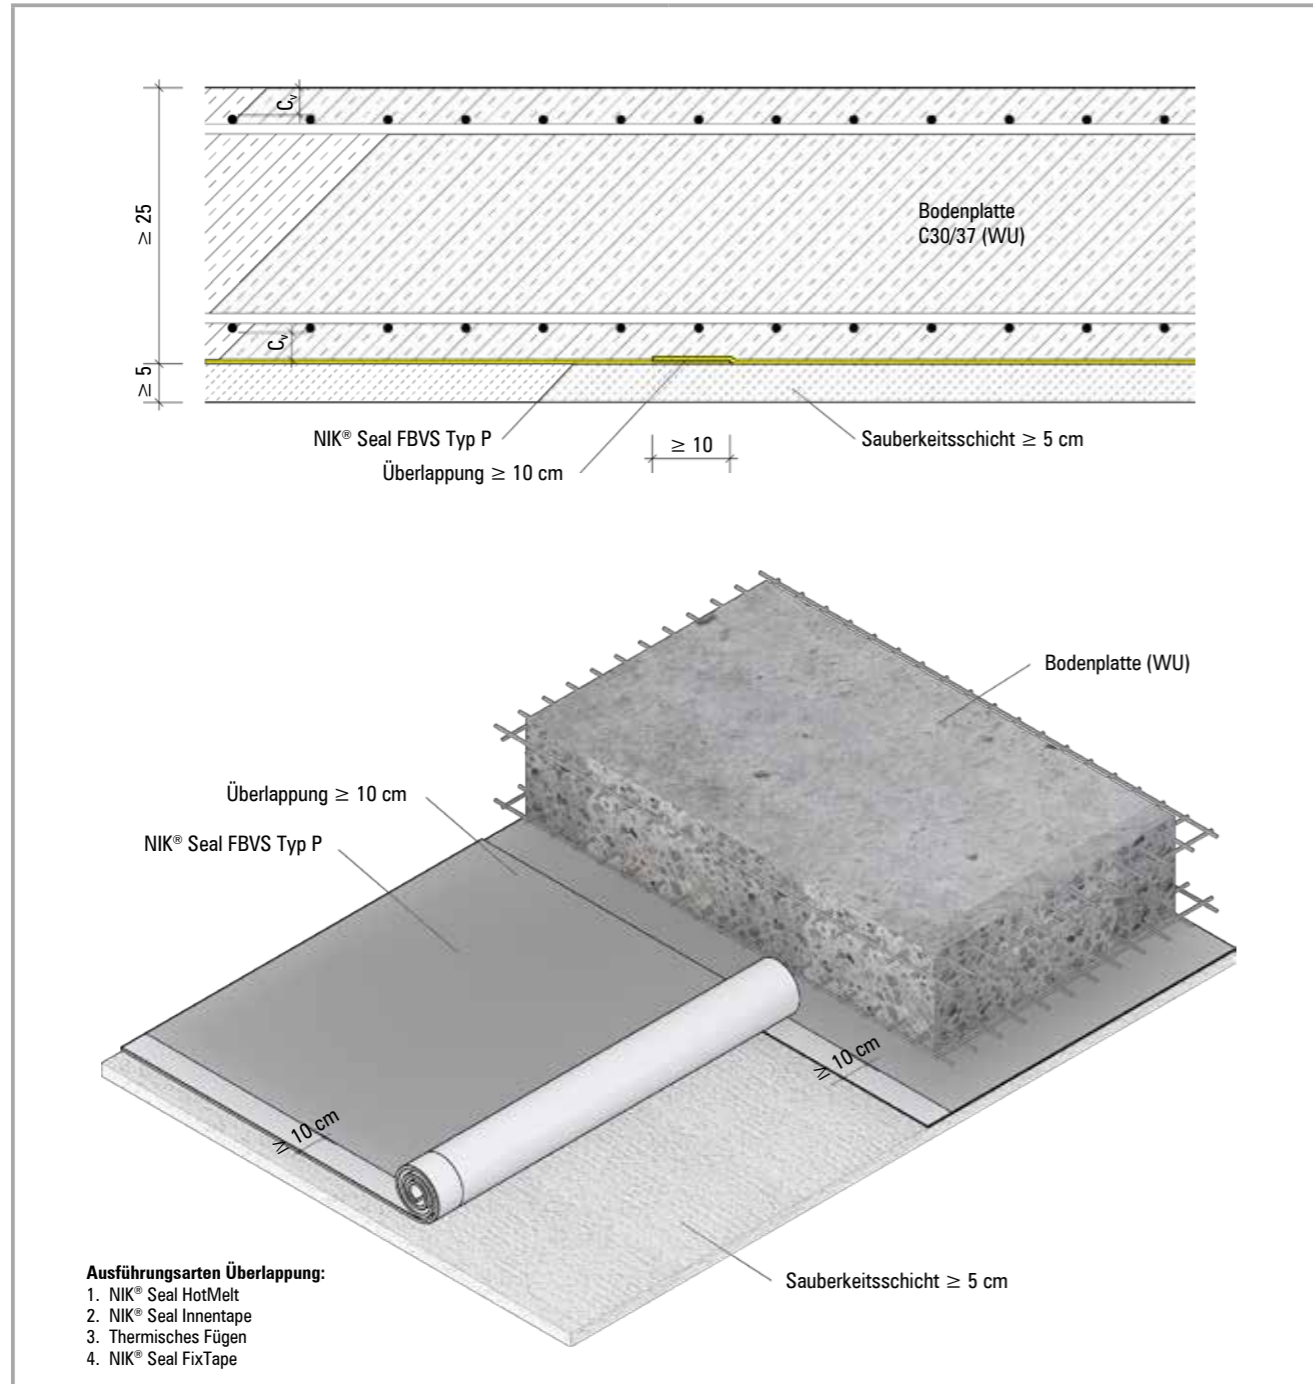 Cv
≥ 25
Bodenplatte
C30/37 (WU)
Cv
≥ 5
NIK® Seal FBVS Typ P
≥ 10
Sauberkeitsschicht ≥ 5 cm
Überlappung ≥ 10 cm
Bodenplatte (WU)
Überlappung ≥ 10 cm
NIK® Seal FBVS Typ P
≥ 10 cm
≥ 10 cm
Sauberkeitsschicht ≥ 5 cm
Ausführungsarten Überlappung:
1. NIK® Seal HotMelt
2. NIK® Seal Innentape
3. Thermisches Fügen
4. NIK® Seal FixTape